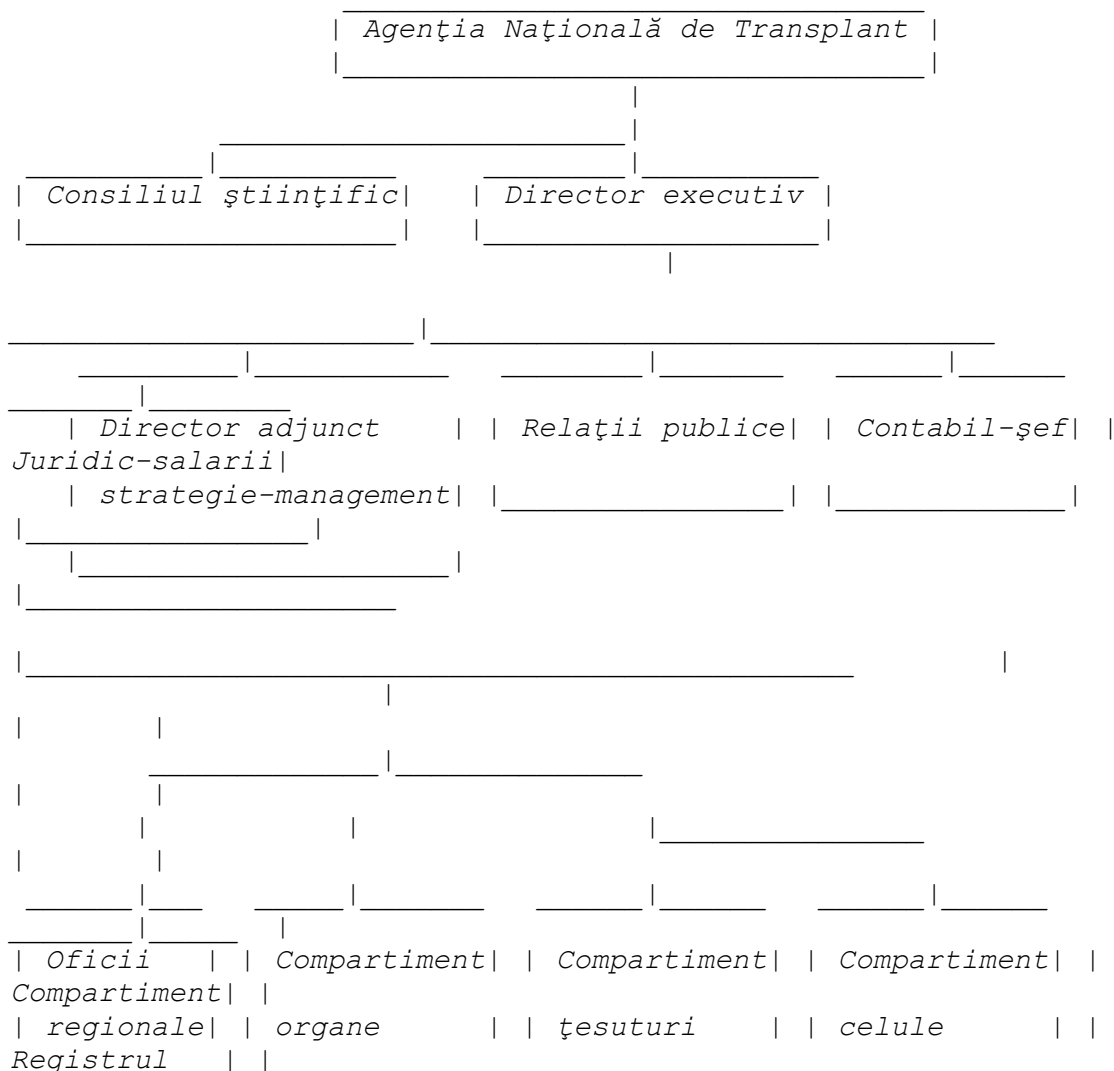 Agenţia Naţională de Transplant
Consiliul ştiinţific Director executiv
Director adjunct Relaţii publice Contabil-şef
Juridic-salarii
strategie-management
Oficii Compartiment Compartiment Compartiment
Compartiment
regionale organe ţesuturi celule
Registrul